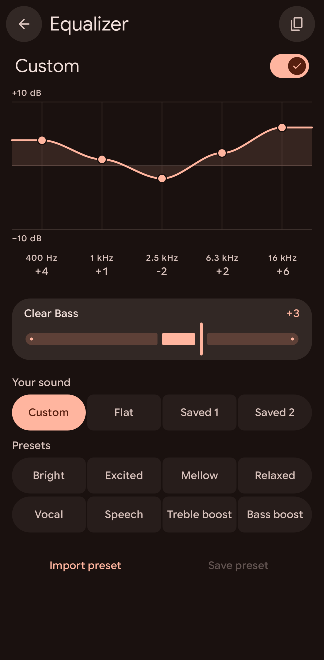 Equalizer
Custom
+10 dB
−10 dB
400 Hz 1 kHz 2.5 kHz 6.3 kHz 16 kHz
+4 +1 -2 +2 +6
Clear Bass +3
Your sound
Custom Flat Saved 1 Saved 2
Presets
Bright Excited Mellow Relaxed
Vocal Speech Treble boost Bass boost
Import preset Save preset